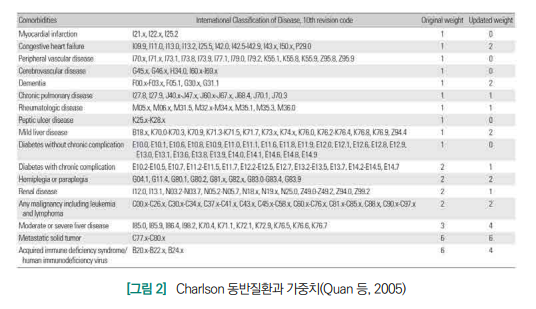 Comorbidities International Classification of Disease, 10th revision code Original weight Updated weight
Myocardial infarction I21.x, I22.x, I25.2 1 0
Congestive heart failure I09.9, I11.0, I13.0, I13.2, I25.5, I42.0, I42.5-I42.9, I43.x, I50.x, P29.0 1 2
Peripheral vascular disease I70.x, I71.x, I73.1, I73.8, I73.9, I77.1, I79.0, I79.2, K55.1, K55.8, K55.9, Z95.8, Z95.9 1 0
Cerebrovascular disease G45.x, G46.x, H34.0, I60.x-I69.x 1 0
Dementia F00.x-F03.x, F05.1, G30.x, G31.1 1 2
Chronic pulmonary disease I27.8, I27.9, J40.x-J47.x, J60.x-J67.x, J68.4, J70.1, J70.3 1 1
Rheumatologic disease M05.x, M06.x, M31.5, M32.x-M34.x, M35.1, M35.3, M36.0 1 1
Peptic ulcer disease K25.x-K28.x 1 0
Mild liver disease B18.x, K70.0-K70.3, K70.9, K71.3-K71.5, K71.7, K73.x, K74.x, K76.0, K76.2-K76.4, K76.8, K76.9, Z94.4 1 2
Diabetes without chronic complication E10.0, E10.1, E10.6, E10.8, E10.9, E11.0, E11.1, E11.6, E11.8, E11.9, E12.0, E12.1, E12.6, E12.8, E12.9, 1 0
E13.0, E13.1, E13.6, E13.8, E13.9, E14.0, E14.1, E14.6, E14.8, E14.9
Diabetes with chronic complication E10.2-E10.5, E10.7, E11.2-E11.5, E11.7, E12.2-E12.5, E12.7, E13.2-E13.5, E13.7, E14.2-E14.5, E14.7 2 1
Hemiplegia or paraplegia G04.1, G11.4, G80.1, G80.2, G81.x, G82.x, G83.0-G83.4, G83.9 2 2
Renal disease I12.0, I13.1, N03.2-N03.7, N05.2-N05.7, N18.x, N19.x, N25.0, Z49.0-Z49.2, Z94.0, Z99.2 2 1
Any malignancy including leukemia C00.x-C26.x, C30.x-C34.x, C37.x-C41.x, C43.x, C45.x-C58.x, C60.x-C76.x, C81.x-C85.x, C88.x, C90.x-C97.x 2 2
and lymphoma
Moderate or severe liver disease I85.0, I85.9, I86.4, I98.2, K70.4, K71.1, K72.1, K72.9, K76.5, K76.6, K76.7 3 4
Metastatic solid tumor C77.x-C80.x 6 6
Acquired immune deficiency syndrome/ B20.x-B22.x, B24.x 6 4
human immunodeficiency virus
[그림 2] Charlson 동반질환과 가중치(Quan 등, 2005)